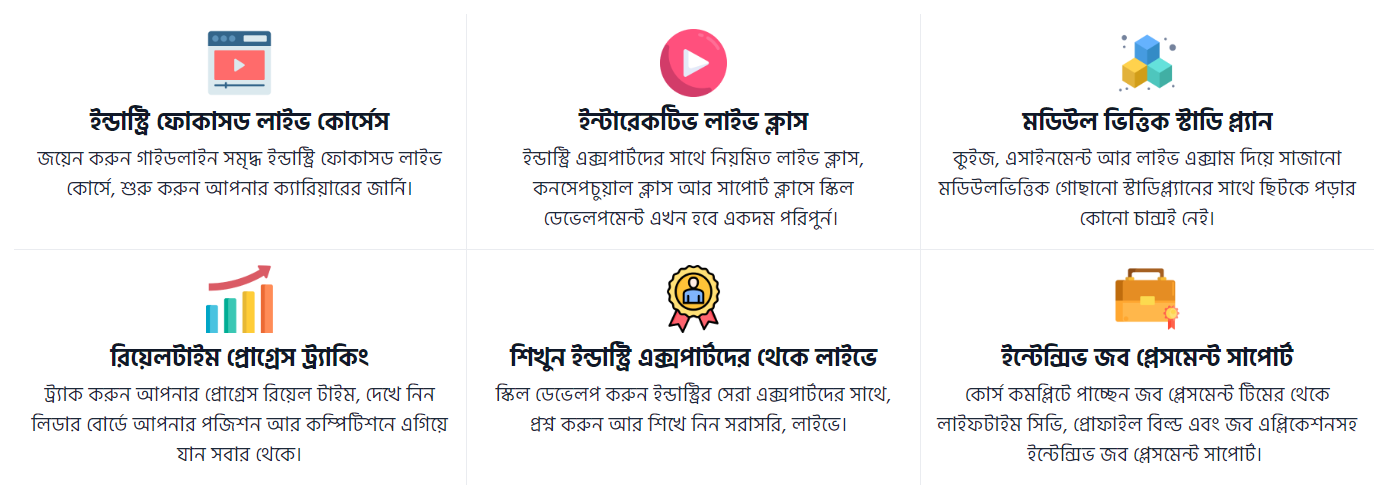 ইন্ডাস্ট্রি ফোকাসড লাইভ কোর্সেস
জয়েন করুন গাইডলাইন সমৃদ্ধ ইন্ডাস্ট্রি ফোকাসড লাইভ
কোর্সে, শুরু করুন আপনার ক্যারিয়ারের জার্নি।
ইন্টারেকটিভ লাইভ ক্লাস
ইন্ডাস্ট্রি এক্সপার্টদের সাথে নিয়মিত লাইভ ক্লাস,
কনসেপচুয়াল ক্লাস আর সাপোর্ট ক্লাসে স্কিল
ডেভেলপমেন্ট এখন হবে একদম পরিপুর্ন।
মডিউল ভিত্তিক স্টাডি প্ল্যান
কুইজ, এসাইনমেন্ট আর লাইভ এক্সাম দিয়ে সাজানো
মডিউলভিত্তিক গোছানো স্টাডিপ্ল্যানের সাথে ছিটকে পড়ার
কোনো চান্সই নেই।
রিয়েলটাইম প্রোগ্রেস ট্র্যাকিং
ট্র্যাক করুন আপনার প্রোগ্রেস রিয়েল টাইম, দেখে নিন
লিডার বোর্ডে আপনার পজিশন আর কম্পিটিশনে এগিয়ে
যান সবার থেকে।
শিখুন ইন্ডাস্ট্রি এক্সপার্টদের থেকে লাইভে
স্কিল ডেভেলপ করুন ইন্ডাস্ট্রির সেরা এক্সপার্টদের সাথে,
প্রশ্ন করুন আর শিখে নিন সরাসরি, লাইভে।
ইন্টেন্সিভ জব প্লেসমেন্ট সাপোর্ট
কোর্স কমপ্লিটে পাচ্ছেন জব প্লেসমেন্ট টিমের থেকে
লাইফটাইম সিভি, প্রোফাইল বিল্ড এবং জব এপ্লিকেশনসহ
ইন্টেন্সিভ জব প্লেসমেন্ট সাপোর্ট।